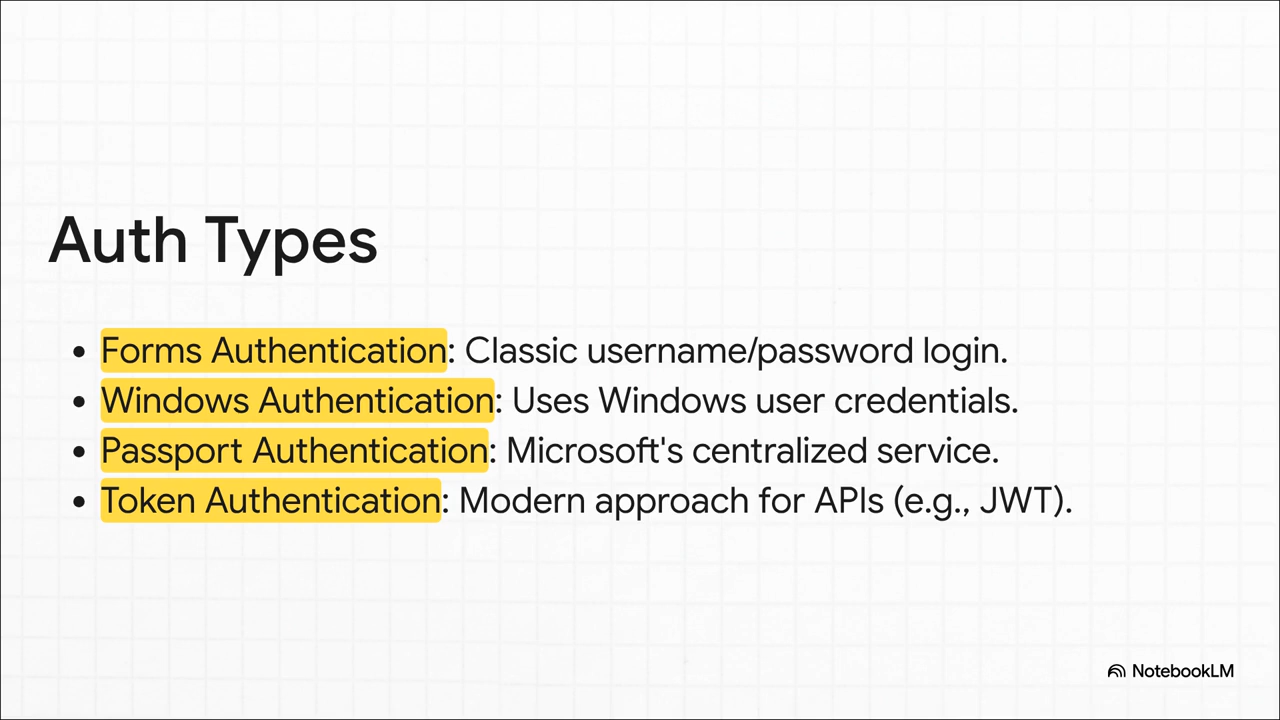 Auth Types
• Forms Authentication: Classic username/password login.
• Windows Authentication: Uses Windows user credentials.
• Passport Authentication: Microsoft's centralized service.
• Token Authentication: Modern approach for APIs (e.g., JWT).
NotebookLM